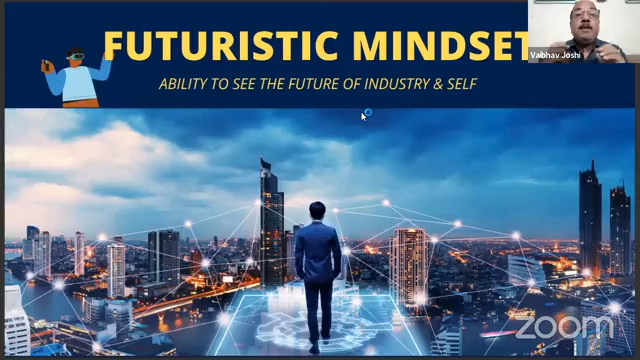 FUTURISTIC MINDSET
ABILITY TO SEE THE FUTURE OF INDUSTRY & SELF
Vaibhav Joshi
zoom